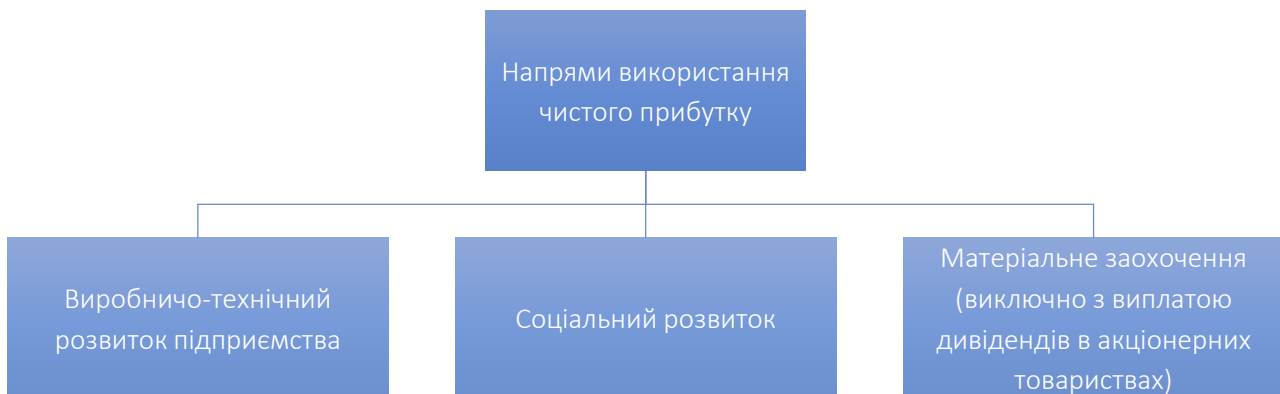 Напрями використання
чистого прибутку
Виробничо-технічний
розвиток підприємства
Соціальний розвиток
Матеріальне заохочення
(виключно з виплатою
дивідендів в акціонерних
товариствах)